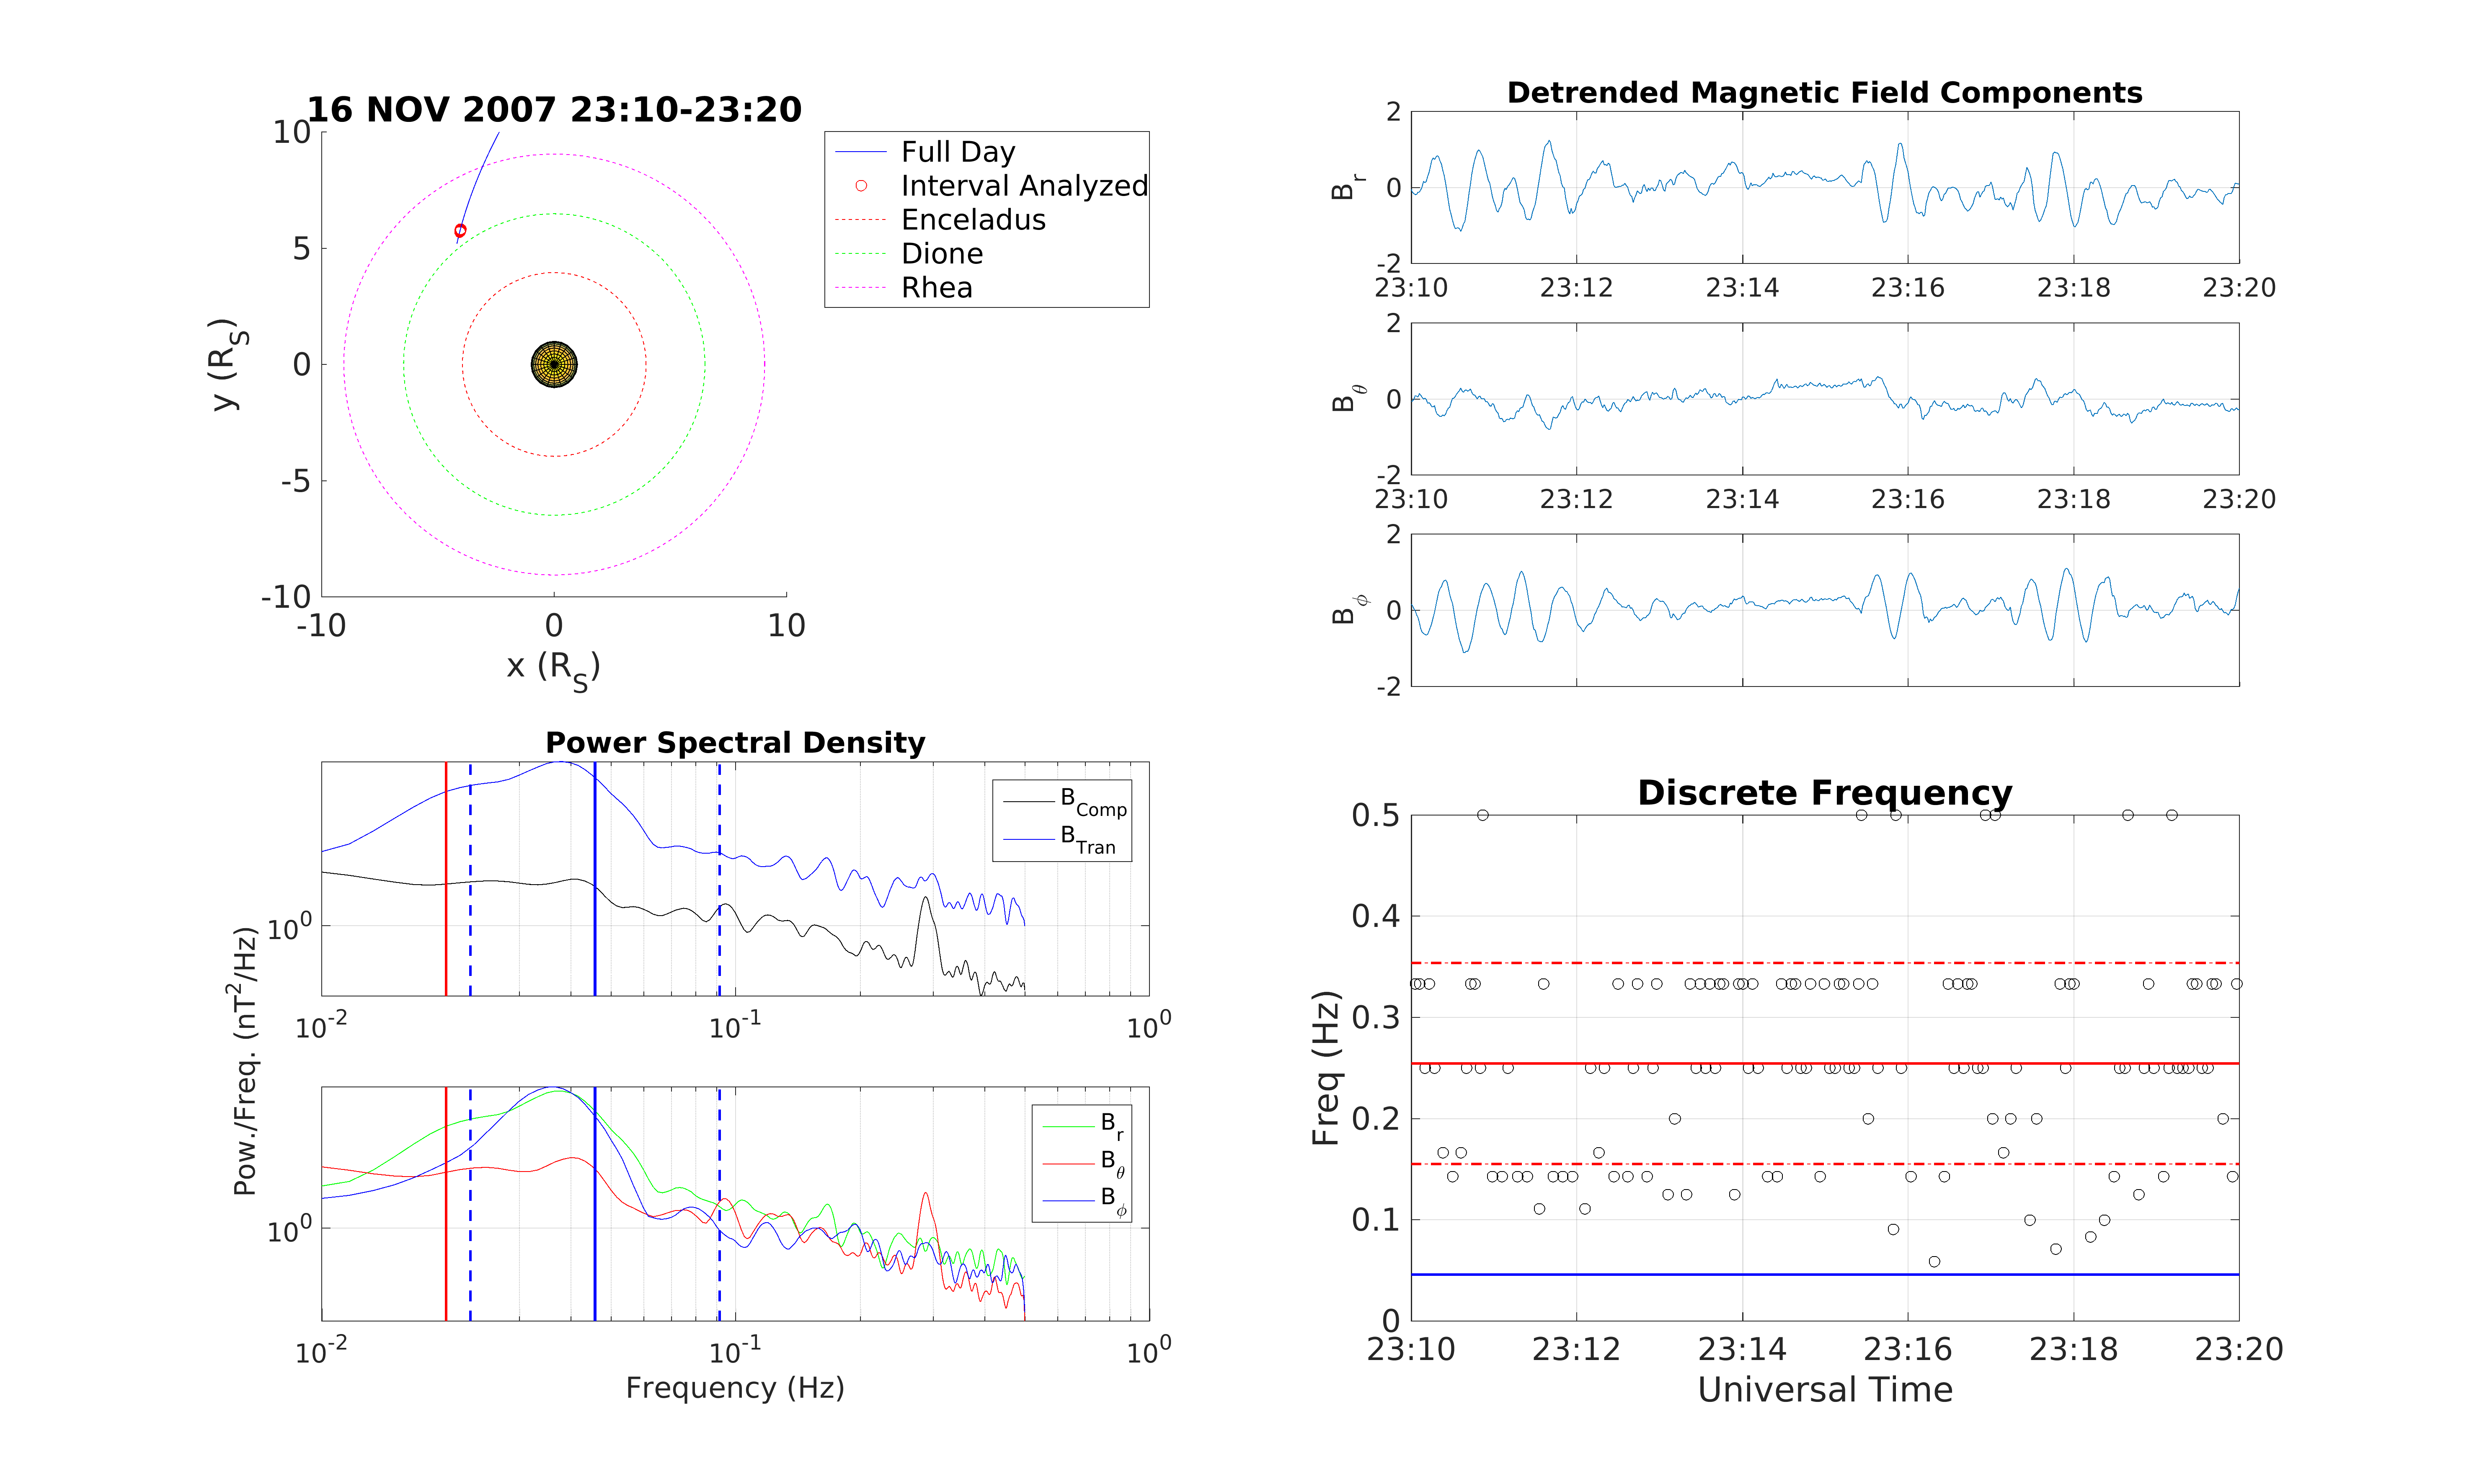 16 NOV 2007 23:10-23:20
10
5
0
-5
-10
-10 0 10
y (R_S)
x (R_S)
Full Day
Interval Analyzed
Enceladus
Dione
Rhea
Detrended Magnetic Field Components
2
0
-2
B_r
23:10 23:12 23:14 23:16 23:18 23:20
2
0
-2
B_θ
23:10 23:12 23:14 23:16 23:18 23:20
2
0
-2
B_ϕ
Power Spectral Density
B_Comp
B_Tran
10^0
10^-2 10^-1 10^0
Pow./Freq. (nT^2/Hz)
B_r
B_θ
B_ϕ
10^0
10^-2 10^-1 10^0
Frequency (Hz)
Discrete Frequency
0.5
0.4
0.3
0.2
0.1
0
Freq (Hz)
23:10 23:12 23:14 23:16 23:18 23:20
Universal Time